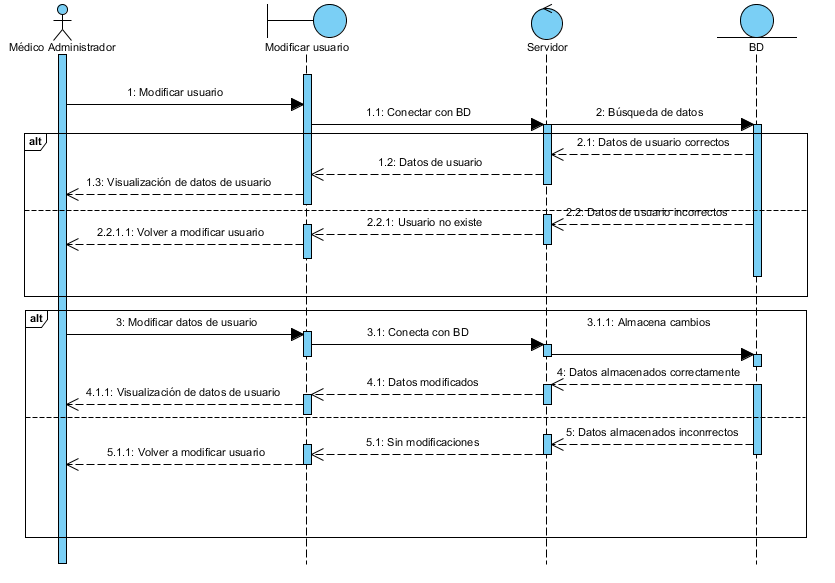 Médico Administrador
Modificar usuario
Servidor
BD
1: Modificar usuario
1.1: Conectar con BD
2: Búsqueda de datos
alt
2.1: Datos de usuario correctos
1.2: Datos de usuario
1.3: Visualización de datos de usuario
2.2: Datos de usuario incorrectos
2.2.1: Usuario no existe
2.2.1.1: Volver a modificar usuario
alt
3: Modificar datos de usuario
3.1: Conecta con BD
3.1.1: Almacena cambios
4: Datos almacenados correctamente
4.1: Datos modificados
4.1.1: Visualización de datos de usuario
5: Datos almacenados inconrrectos
5.1: Sin modificaciones
5.1.1: Volver a modificar usuario